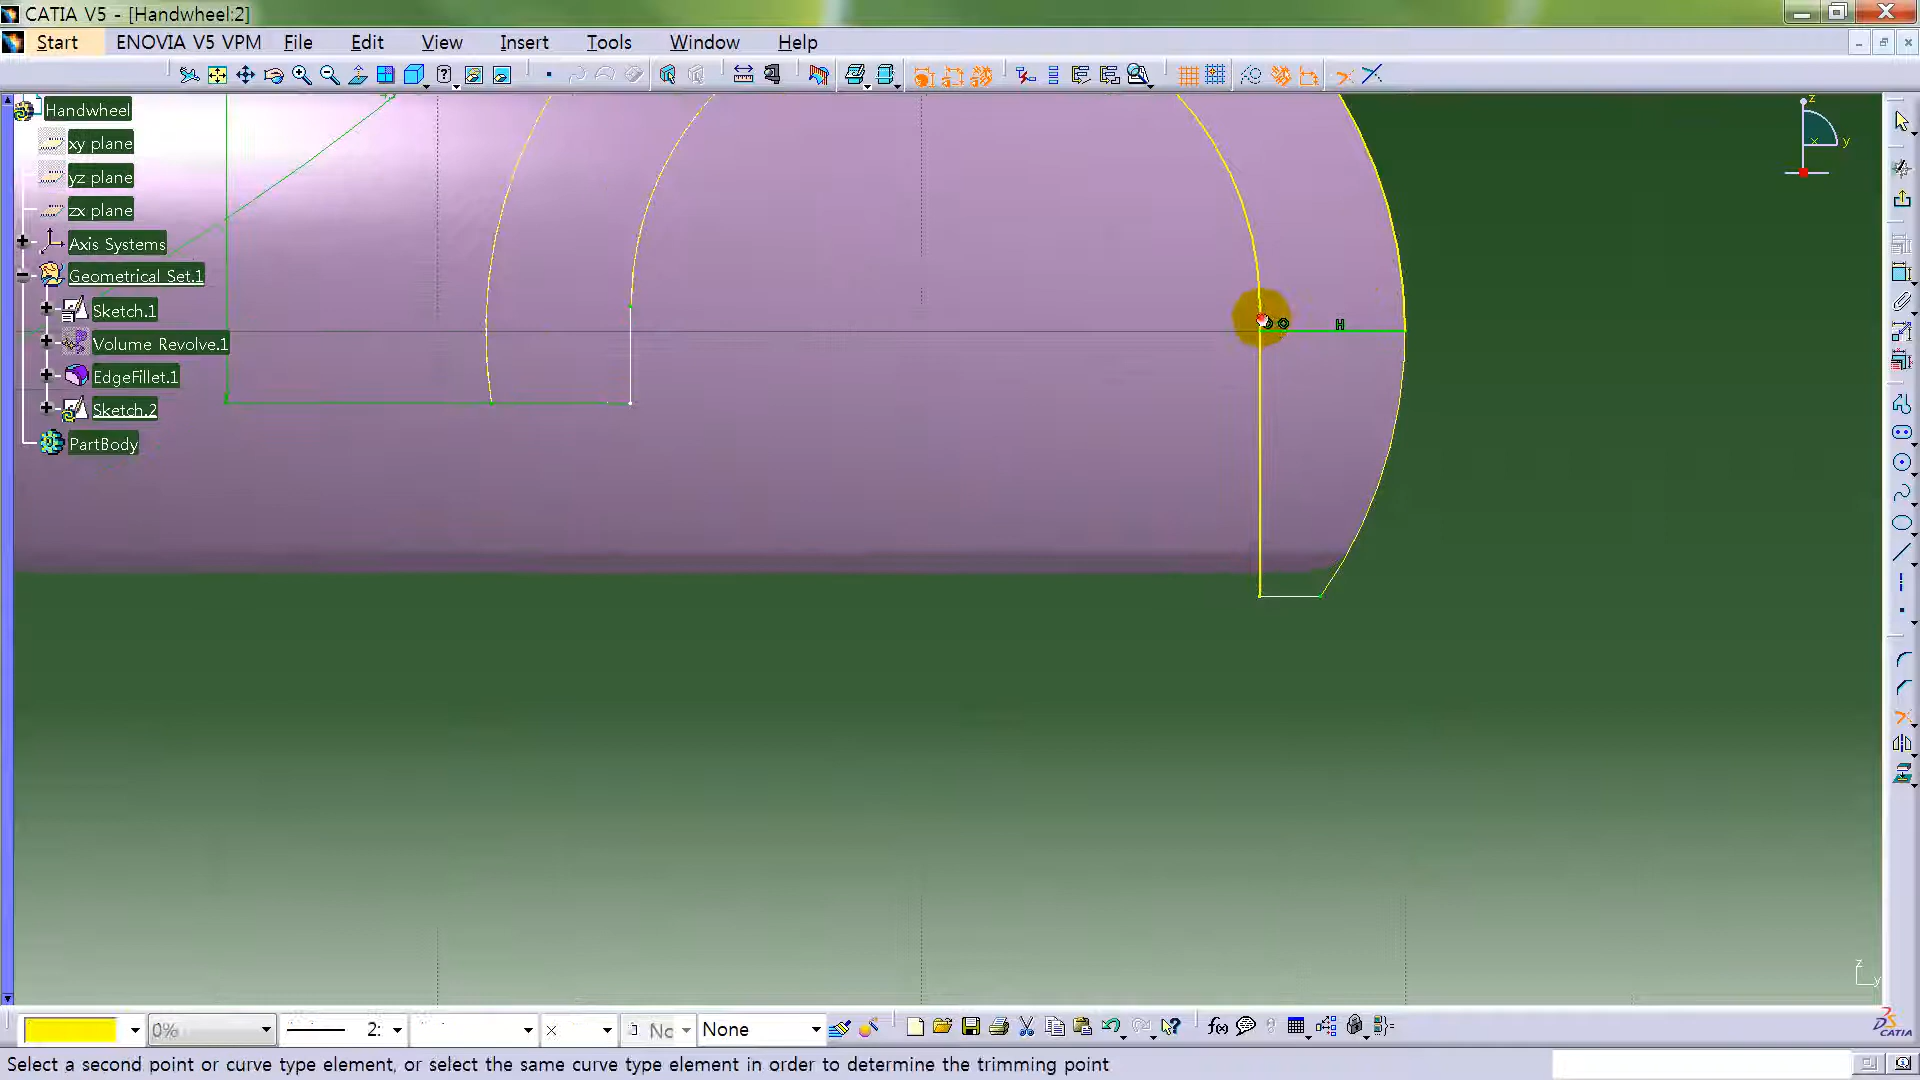 CATIA V5 - [Handwheel:2]
Start ENOVIA V5 VPM File Edit View Insert Tools Window Help
Handwheel
xy plane
yz plane
zx plane
Axis Systems
Geometrical Set.1
Sketch.1
Volume Revolve.1
EdgeFillet.1
Sketch.2
PartBody
z
y
x
H
z
y
0% 2: Nc None
f(x)
CATIA
Select a second point or curve type element, or select the same curve type element in order to determine the trimming point